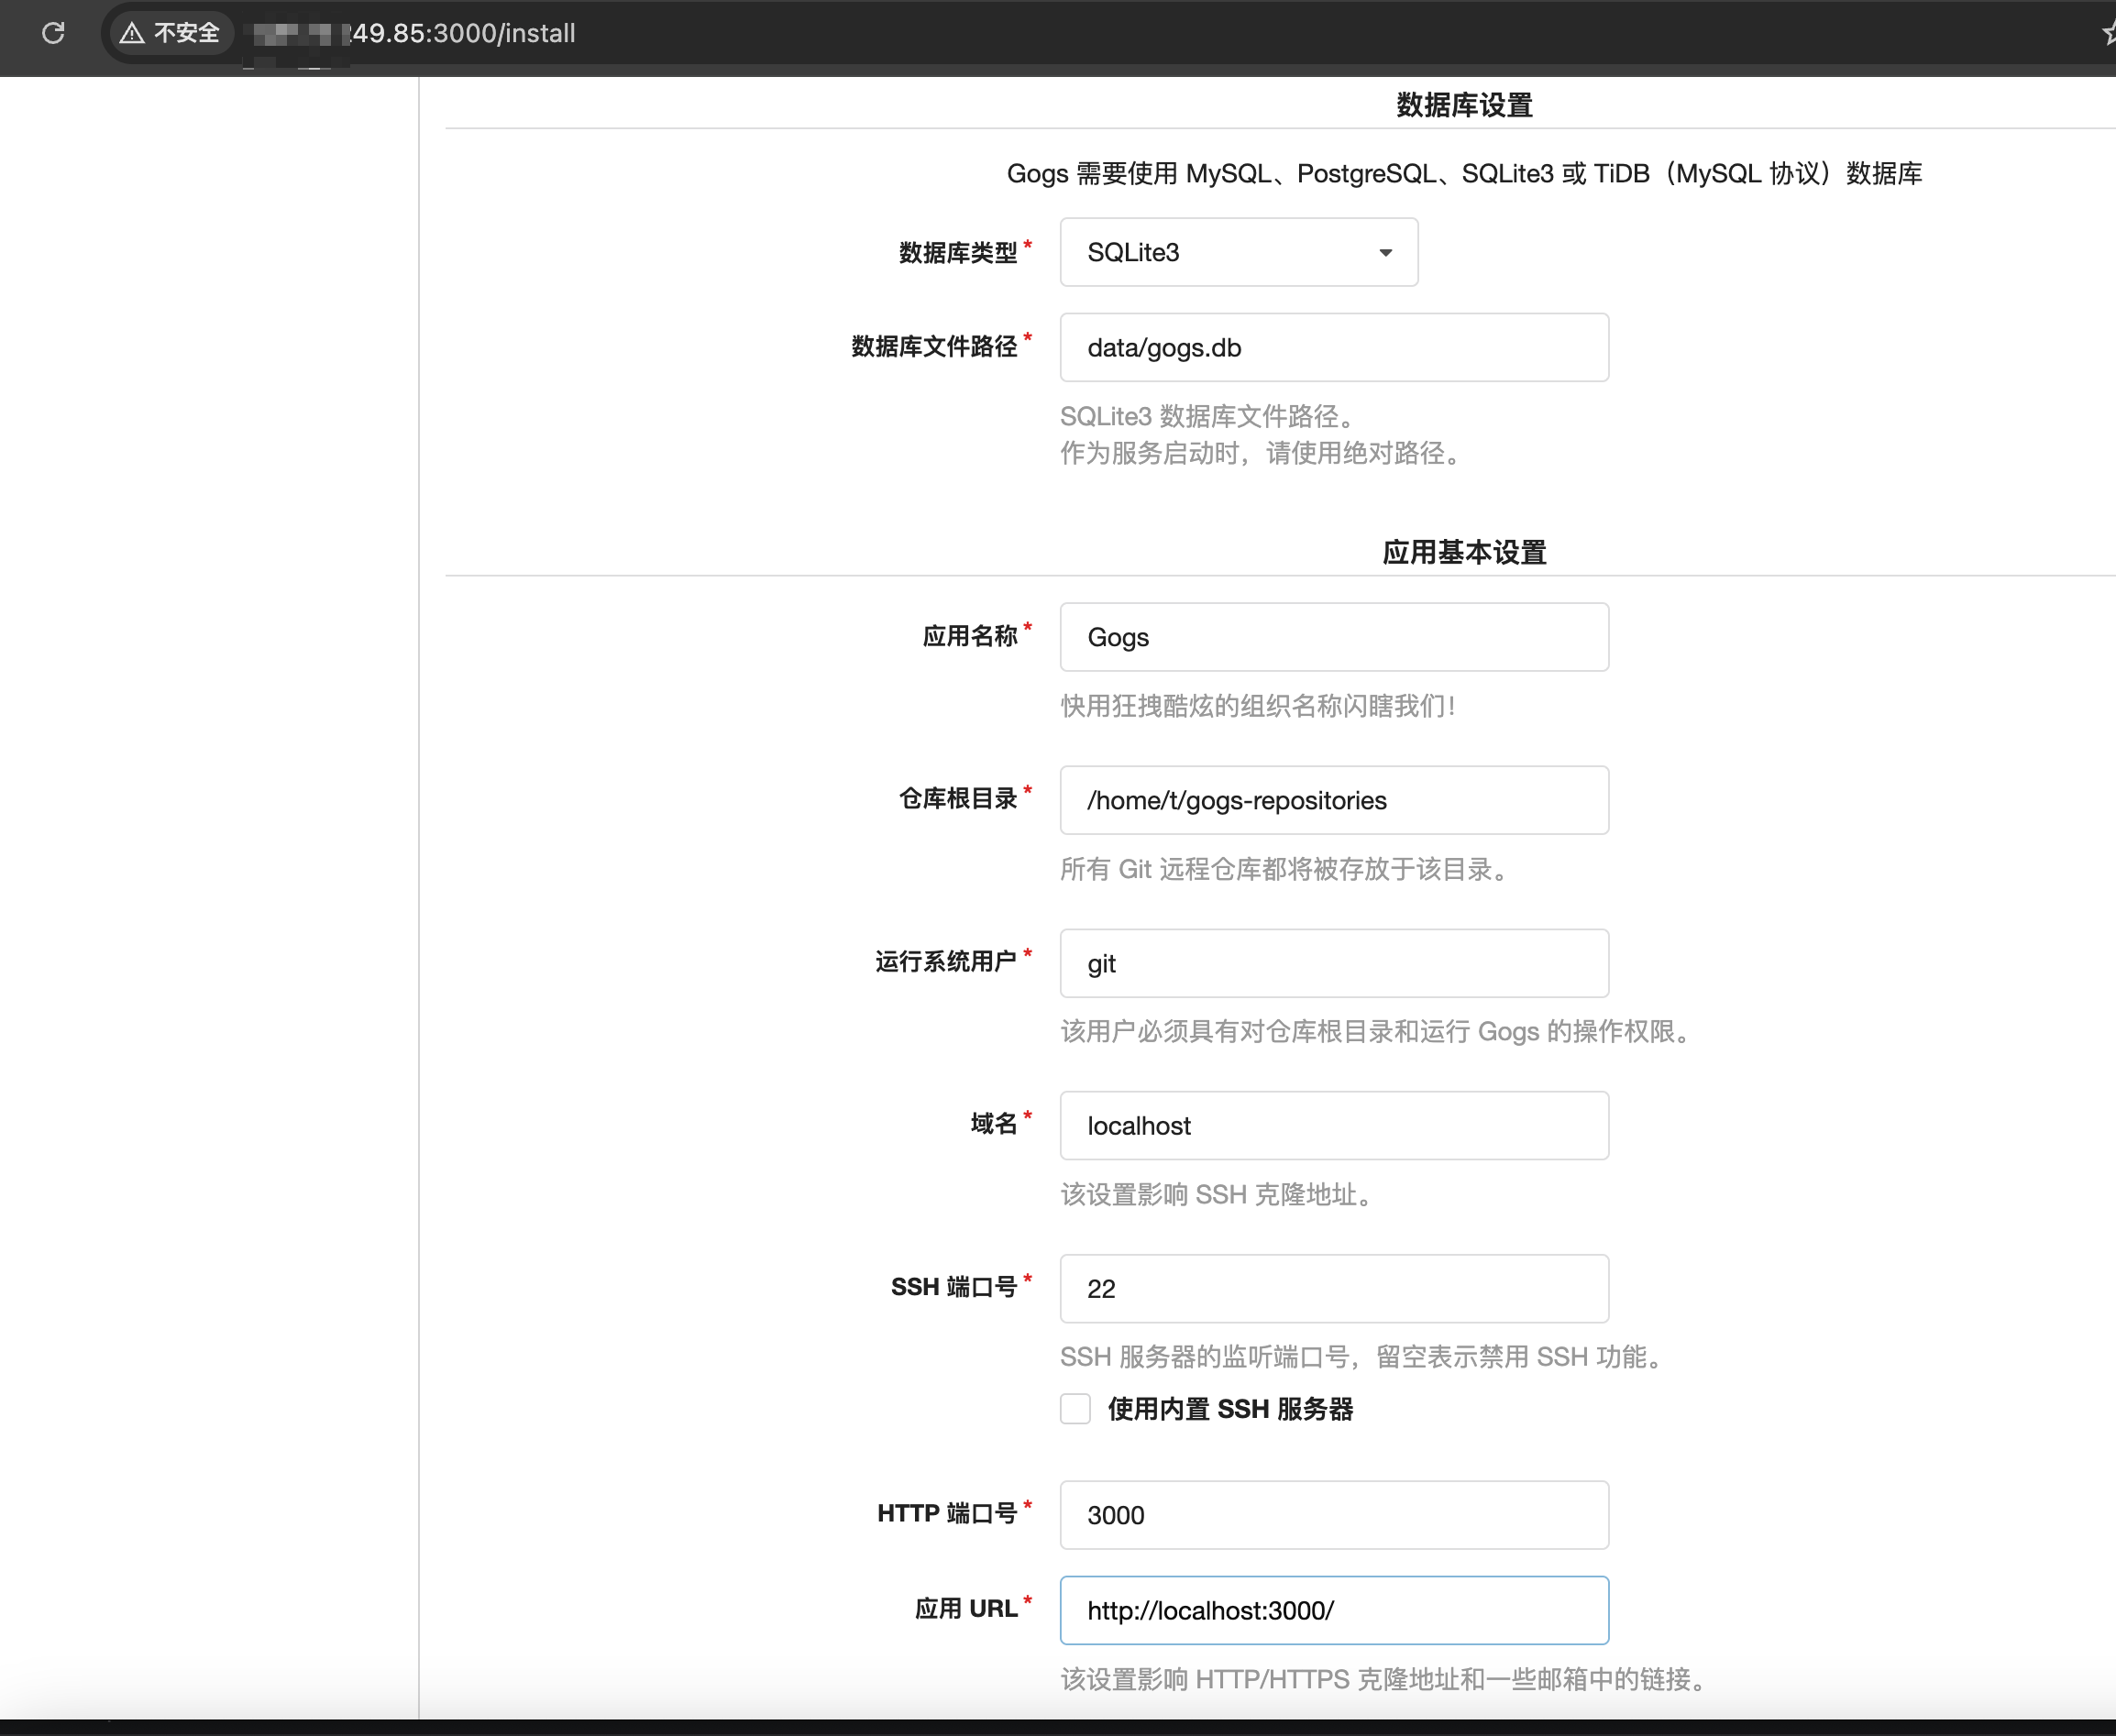 不安全 249.85:3000/install
数据库设置
Gogs 需要使用 MySQL、PostgreSQL、SQLite3 或 TiDB（MySQL 协议）数据库
数据库类型* SQLite3
数据库文件路径* data/gogs.db
SQLite3 数据库文件路径。
作为服务启动时，请使用绝对路径。
应用基本设置
应用名称* Gogs
快用狂拽酷炫的组织名称闪瞎我们！
仓库根目录* /home/t/gogs-repositories
所有 Git 远程仓库都将被存放于该目录。
运行系统用户* git
该用户必须具有对仓库根目录和运行 Gogs 的操作权限。
域名* localhost
该设置影响 SSH 克隆地址。
SSH 端口号* 22
SSH 服务器的监听端口号，留空表示禁用 SSH 功能。
使用内置 SSH 服务器
HTTP 端口号* 3000
应用 URL* http://localhost:3000/
该设置影响 HTTP/HTTPS 克隆地址和一些邮箱中的链接。